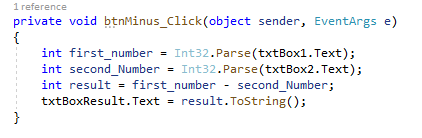 1 reference
private void btnMinus_Click(object sender, EventArgs e)
{
    int first_number = Int32.Parse(txtBox1.Text);
    int second_Number = Int32.Parse(txtBox2.Text);
    int result = first_number - second_Number;
    txtBoxResult.Text = result.ToString();
}